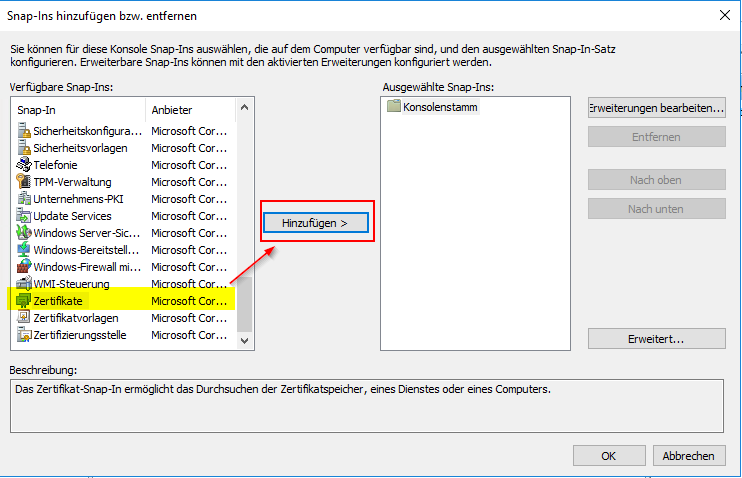 Snap-Ins hinzufügen bzw. entfernen
Sie können für diese Konsole Snap-Ins auswählen, die auf dem Computer verfügbar sind, und den ausgewählten Snap-In-Satz
konfigurieren. Erweiterbare Snap-Ins können mit den aktivierten Erweiterungen konfiguriert werden.
Verfügbare Snap-Ins:
Snap-In Anbieter
Sicherheitskonfigura... Microsoft Cor...
Sicherheitsvorlagen Microsoft Cor...
Telefonie Microsoft Cor...
TPM-Verwaltung Microsoft Cor...
Unternehmens-PKI Microsoft Cor...
Update Services Microsoft Cor...
Windows Server-Sic... Microsoft Cor...
Windows-Bereitstell... Microsoft Cor...
Windows-Firewall mi... Microsoft Cor...
WMI-Steuerung Microsoft Cor...
Zertifikate Microsoft Cor...
Zertifikatvorlagen Microsoft Cor...
Zertifizierungsstelle Microsoft Cor...
Hinzufügen >
Ausgewählte Snap-Ins:
Konsolenstamm
Erweiterungen bearbeiten...
Entfernen
Nach oben
Nach unten
Erweitert...
Beschreibung:
Das Zertifikat-Snap-In ermöglicht das Durchsuchen der Zertifikatspeicher, eines Dienstes oder eines Computers.
OK
Abbrechen